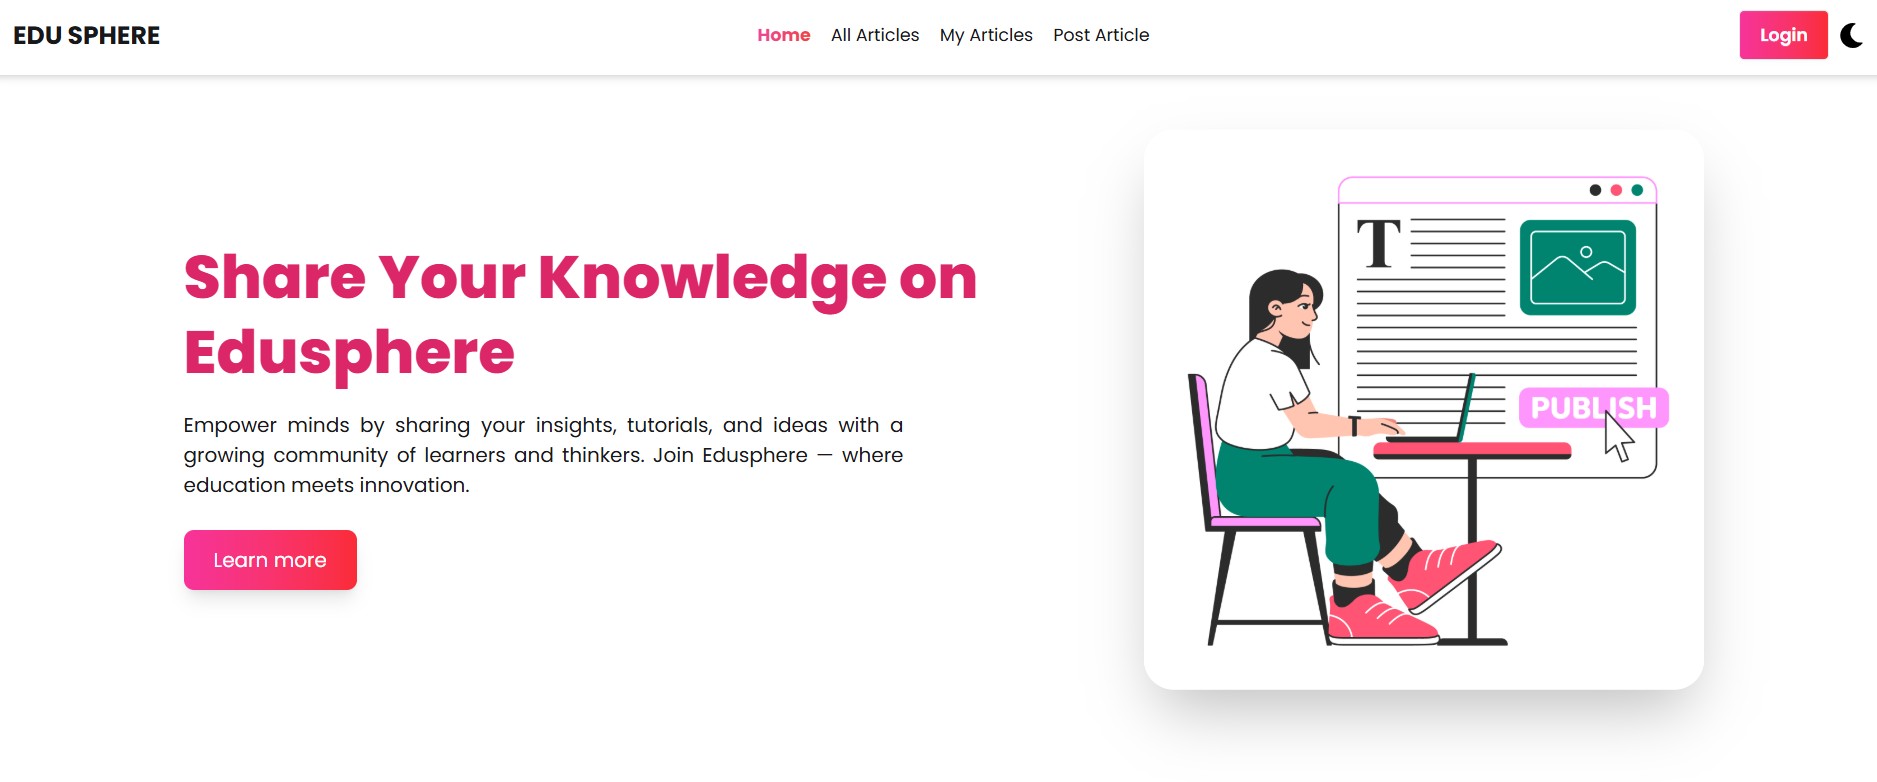 EDU SPHERE
Home All Articles My Articles Post Article
Login
Share Your Knowledge on
Edusphere
Empower minds by sharing your insights, tutorials, and ideas with a
growing community of learners and thinkers. Join Edusphere — where
education meets innovation.
Learn more
T
PUBLISH